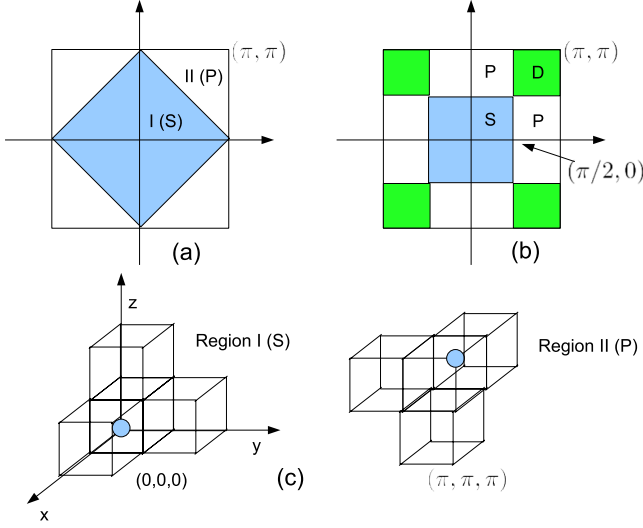 (π, π)
II (P)
I (S)
(a)
(π, π)
P
D
S
P
(π/2, 0)
(b)
z
Region I (S)
y
(0,0,0)
x
(c)
Region II (P)
(π, π, π)